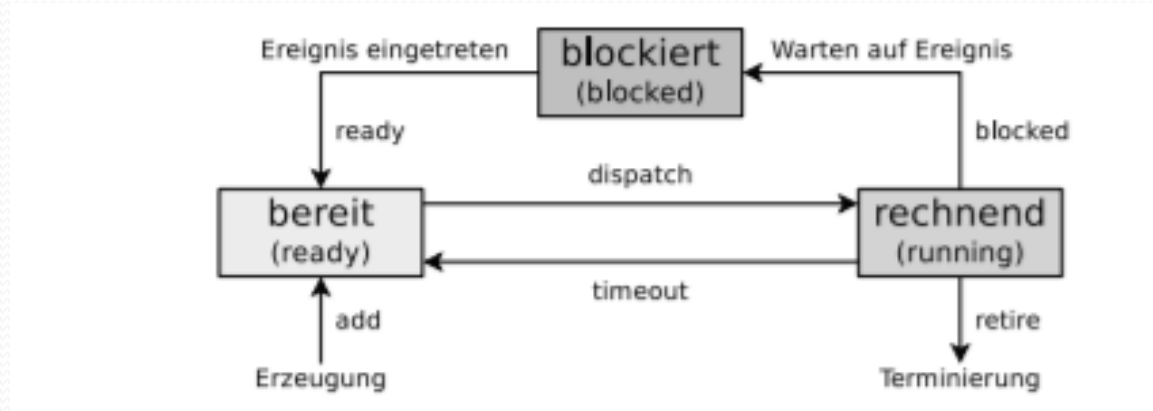 Ereignis eingetreten
blockiert
(blocked)
Warten auf Ereignis
ready
blocked
dispatch
bereit
(ready)
rechnend
(running)
timeout
add
retire
Erzeugung
Terminierung